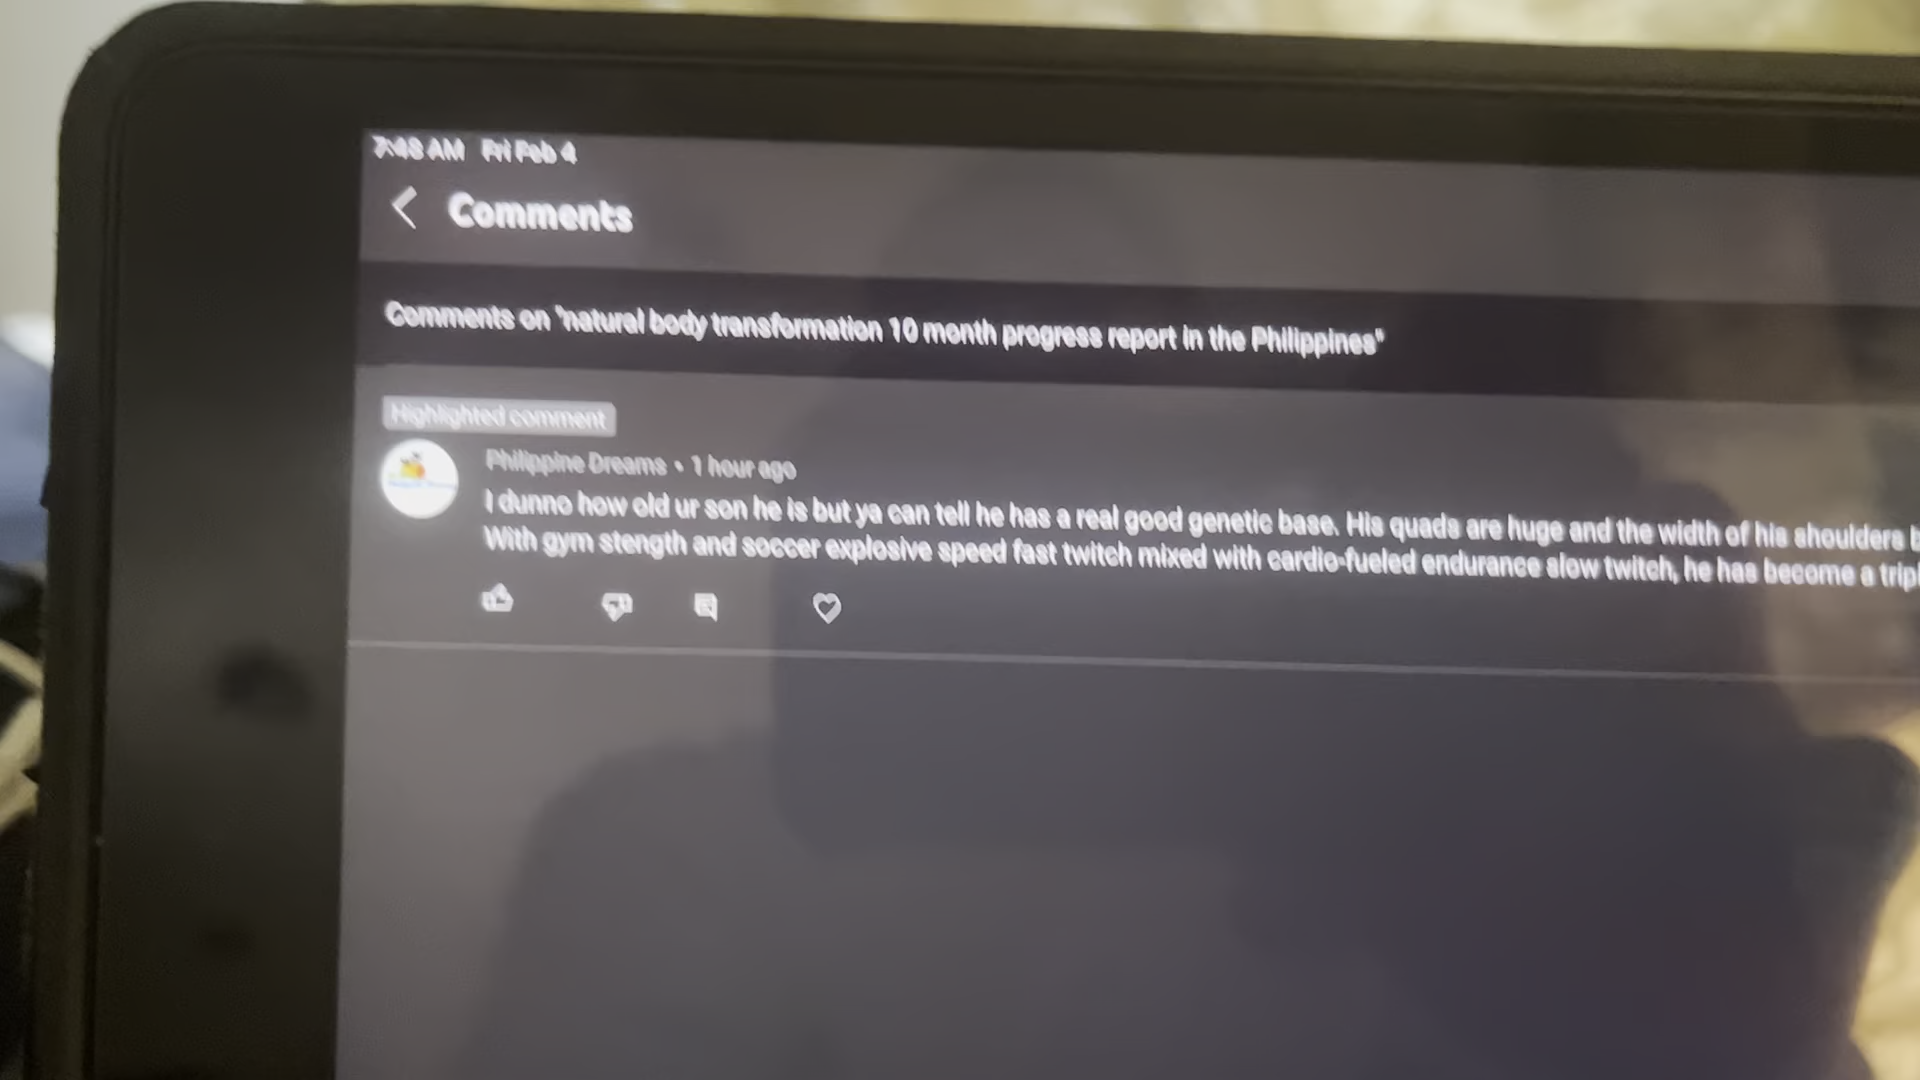 7:48 AM Fri Feb 4
Comments
Comments on "natural body transformation 10 month progress report in the Philippines"
Highlighted comment
Philippine Dreams • 1 hour ago
I dunno how old ur son he is but ya can tell he has a real good genetic base. His quads are huge and the width of his shoulders
With gym stength and soccer explosive speed fast twitch mixed with cardio-fueled endurance slow twitch, he has become a